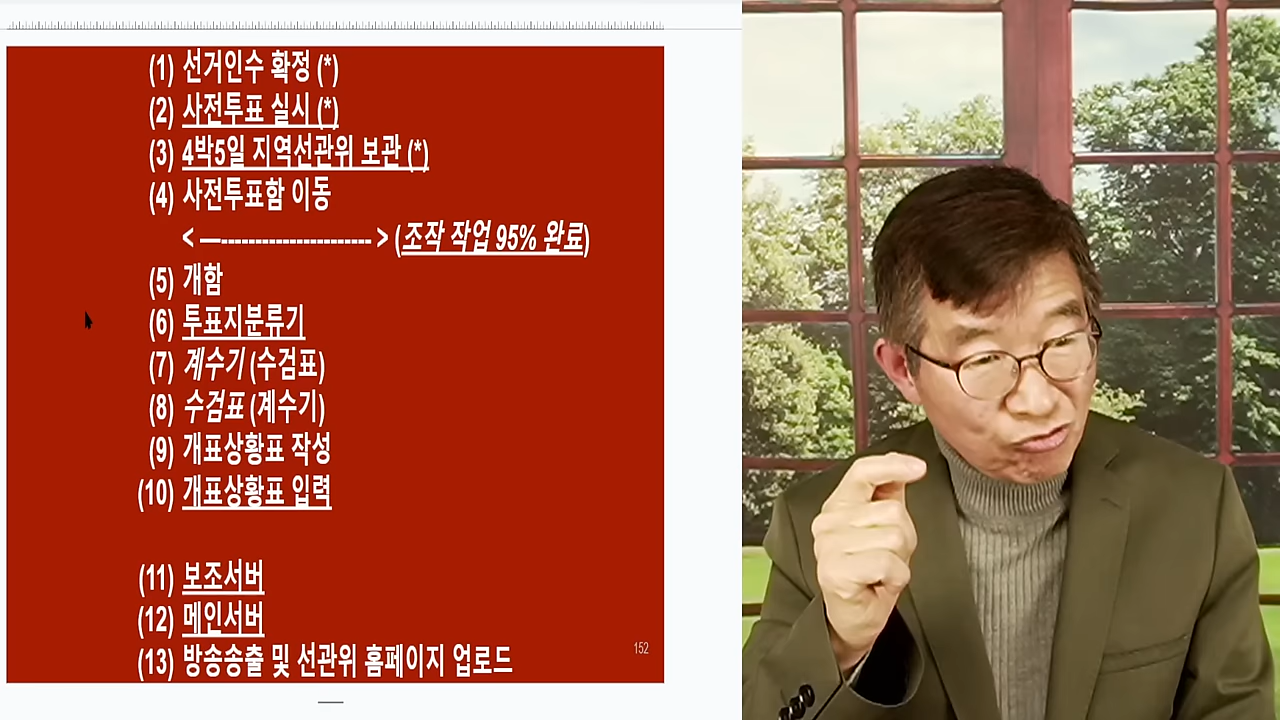 (1) 선거인수 확정 (*)
(2) 사전투표 실시 (*)
(3) 4박5일 지역선관위 보관 (*)
(4) 사전투표함 이동
< —---------------------- > (조작 작업 95% 완료)
(5) 개함
(6) 투표지분류기
(7) 계수기 (수검표)
(8) 수검표 (계수기)
(9) 개표상황표 작성
(10) 개표상황표 입력
(11) 보조서버
(12) 메인서버
(13) 방송송출 및 선관위 홈페이지 업로드
152